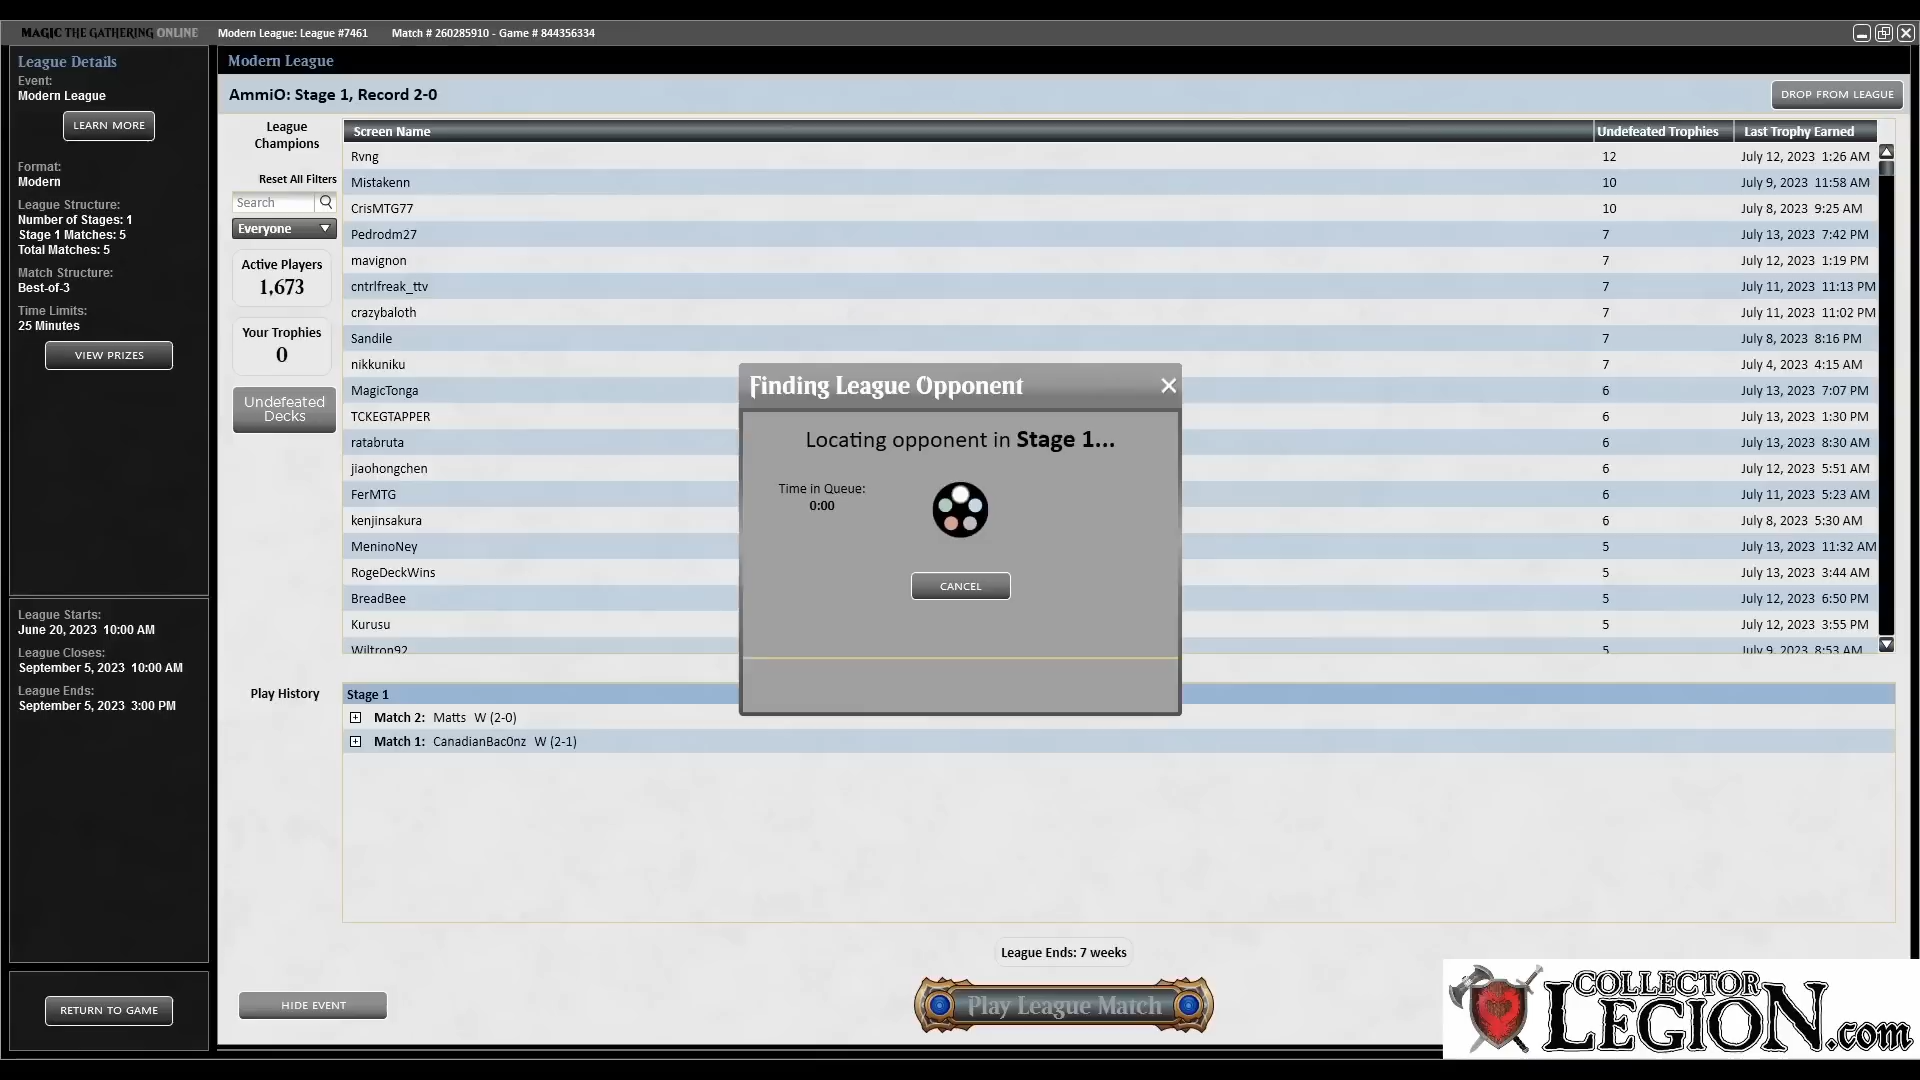 MAGIC THE GATHERING ONLINE
Modern League: League #7461
Match # 260285910 - Game # 844356334
League Details
Event:
Modern League
LEARN MORE
Format:
Modern
League Structure:
Number of Stages: 1
Stage 1 Matches: 5
Total Matches: 5
Match Structure:
Best-of-3
Time Limits:
25 Minutes
VIEW PRIZES
League Starts:
June 20, 2023 10:00 AM
League Closes:
September 5, 2023 10:00 AM
League Ends:
September 5, 2023 3:00 PM
RETURN TO GAME
Modern League
AmmiO: Stage 1, Record 2-0
DROP FROM LEAGUE
League
Champions
Reset All Filters
Search
Everyone
Active Players
1,673
Your Trophies
0
Undefeated
Decks
Screen Name Undefeated Trophies Last Trophy Earned
Rvng 12 July 12, 2023 1:26 AM
Mistakenn 10 July 9, 2023 11:58 AM
CrisMTG77 10 July 8, 2023 9:25 AM
Pedrodm27 7 July 13, 2023 7:42 PM
mavignon 7 July 12, 2023 1:19 PM
cntrlfreak_ttv 7 July 11, 2023 11:13 PM
crazybaloth 7 July 11, 2023 11:02 PM
Sandile 7 July 8, 2023 8:16 PM
nikkuniku 7 July 4, 2023 4:15 AM
MagicTonga 6 July 13, 2023 7:07 PM
TCKEGTAPPER 6 July 13, 2023 1:30 PM
ratabruta 6 July 13, 2023 8:30 AM
jiaohongchen 6 July 12, 2023 5:51 AM
FerMTG 6 July 11, 2023 5:23 AM
kenjinsakura 6 July 8, 2023 5:30 AM
MeninoNey 5 July 13, 2023 11:32 AM
RogeDeckWins 5 July 13, 2023 3:44 AM
BreadBee 5 July 12, 2023 6:50 PM
Kurusu 5 July 12, 2023 3:55 PM
Wiltron92 5 July 9, 2023 8:53 AM
Finding League Opponent
Locating opponent in Stage 1...
Time in Queue:
0:00
CANCEL
Play History
Stage 1
Match 2: Matts W (2-0)
Match 1: CanadianBac0nz W (2-1)
League Ends: 7 weeks
HIDE EVENT
Play League Match
COLLECTOR
LEGION.com